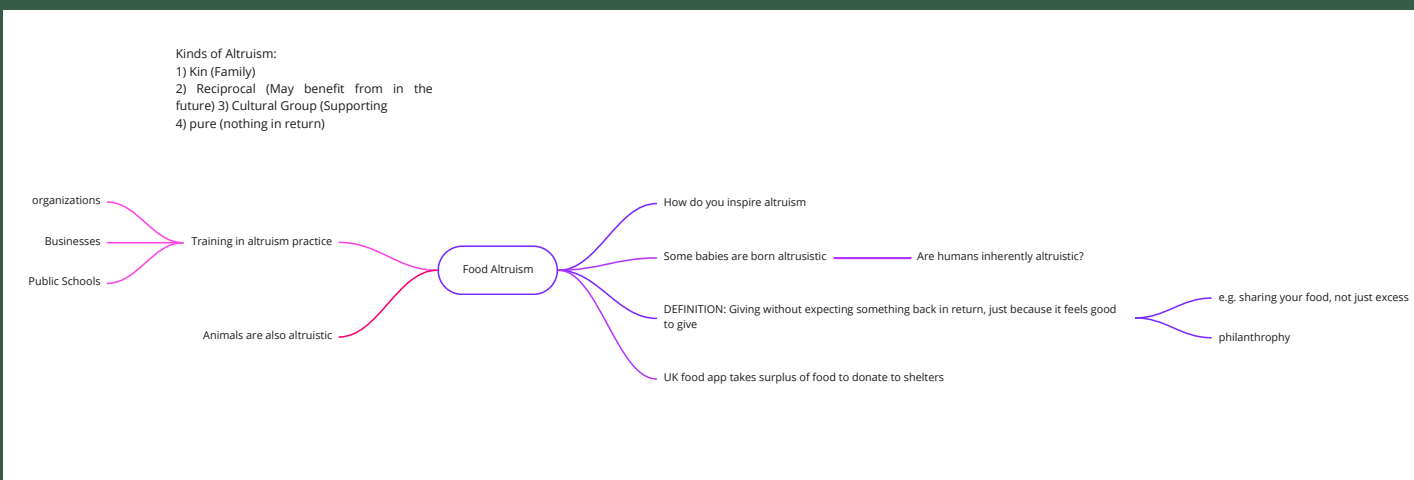 Kinds of Altruism:
1) Kin (Family)
2) Reciprocal (May benefit from in the
future) 3) Cultural Group (Supporting
4) pure (nothing in return)
organizations
Businesses
Public Schools
Training in altruism practice
Animals are also altruistic
Food Altruism
How do you inspire altruism
Some babies are born altrusistic
Are humans inherently altruistic?
DEFINITION: Giving without expecting something back in return, just because it feels good
to give
e.g. sharing your food, not just excess
philanthrophy
UK food app takes surplus of food to donate to shelters